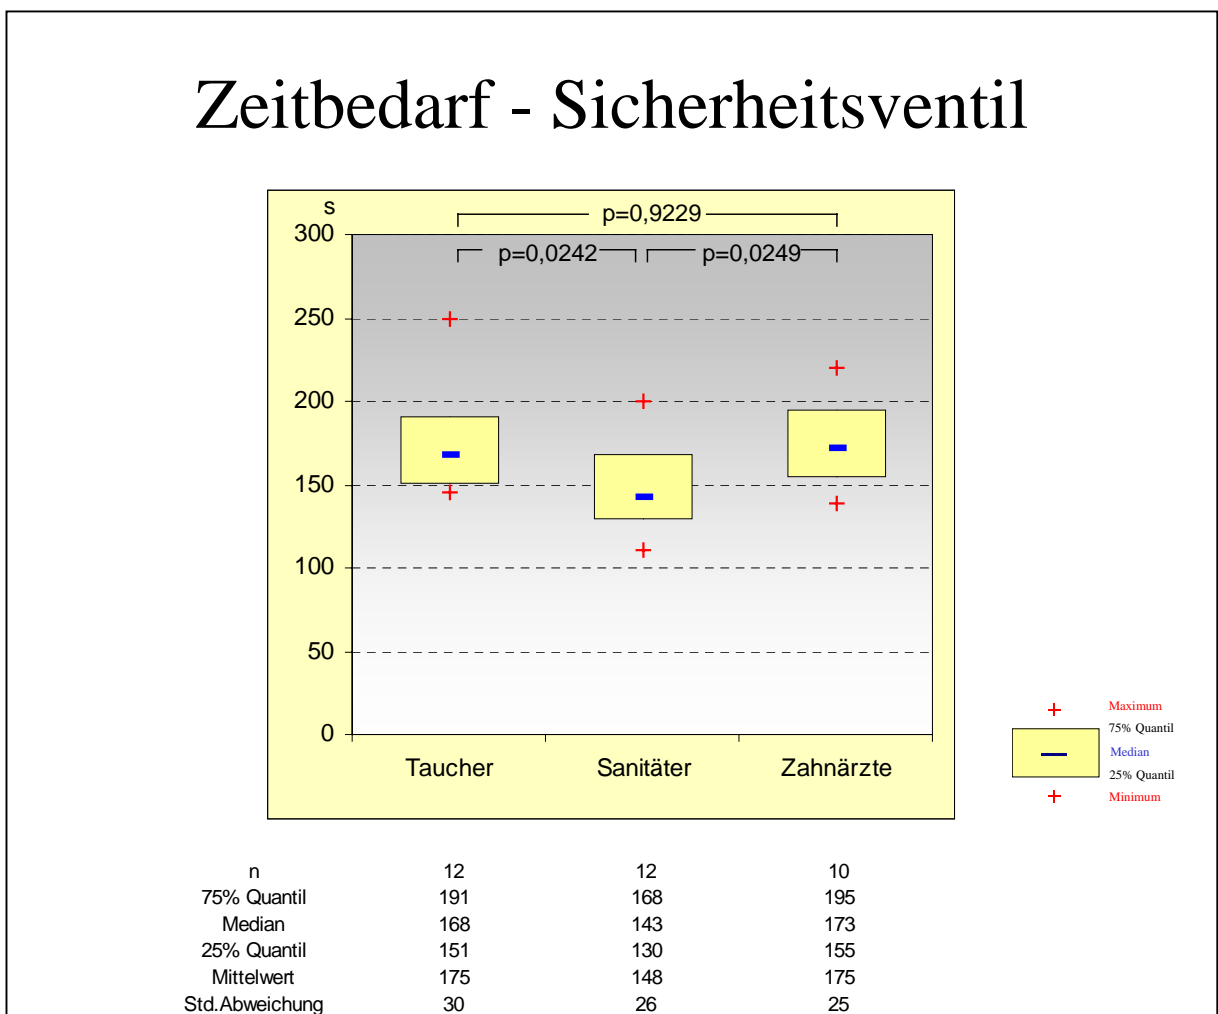 Zeitbedarf - Sicherheitsventil
s
p=0,9229
300
p=0,0242 p=0,0249
250
200
150
100
50
0
Taucher Sanitäter Zahnärzte
Maximum
75% Quantil
Median
25% Quantil
Minimum
n 12 12 10
75% Quantil 191 168 195
Median 168 143 173
25% Quantil 151 130 155
Mittelwert 175 148 175
Std.Abweichung 30 26 25